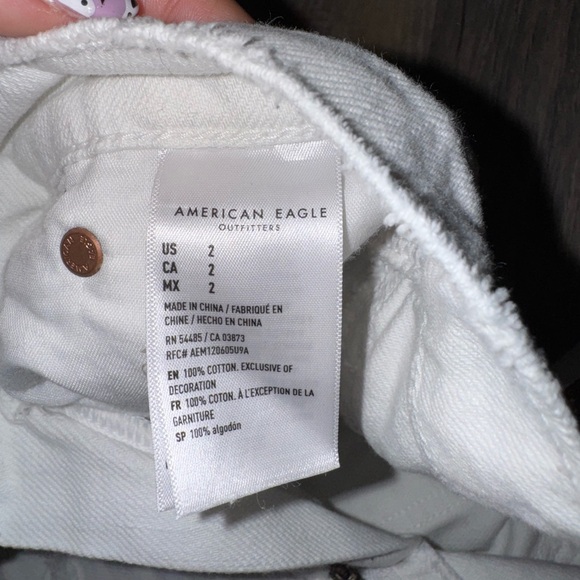 AMERICAN EAGLE
OUTFITTERS
US 2
CA 2
MX 2
MADE IN CHINA / FABRIQUÉ EN
CHINE / HECHO EN CHINA
RN 54485 / CA 03873
RFC# AEM120605U9A
EN 100% COTTON. EXCLUSIVE OF
DECORATION
FR 100% COTON. À L'EXCEPTION DE LA
GARNITURE
SP 100% algodón